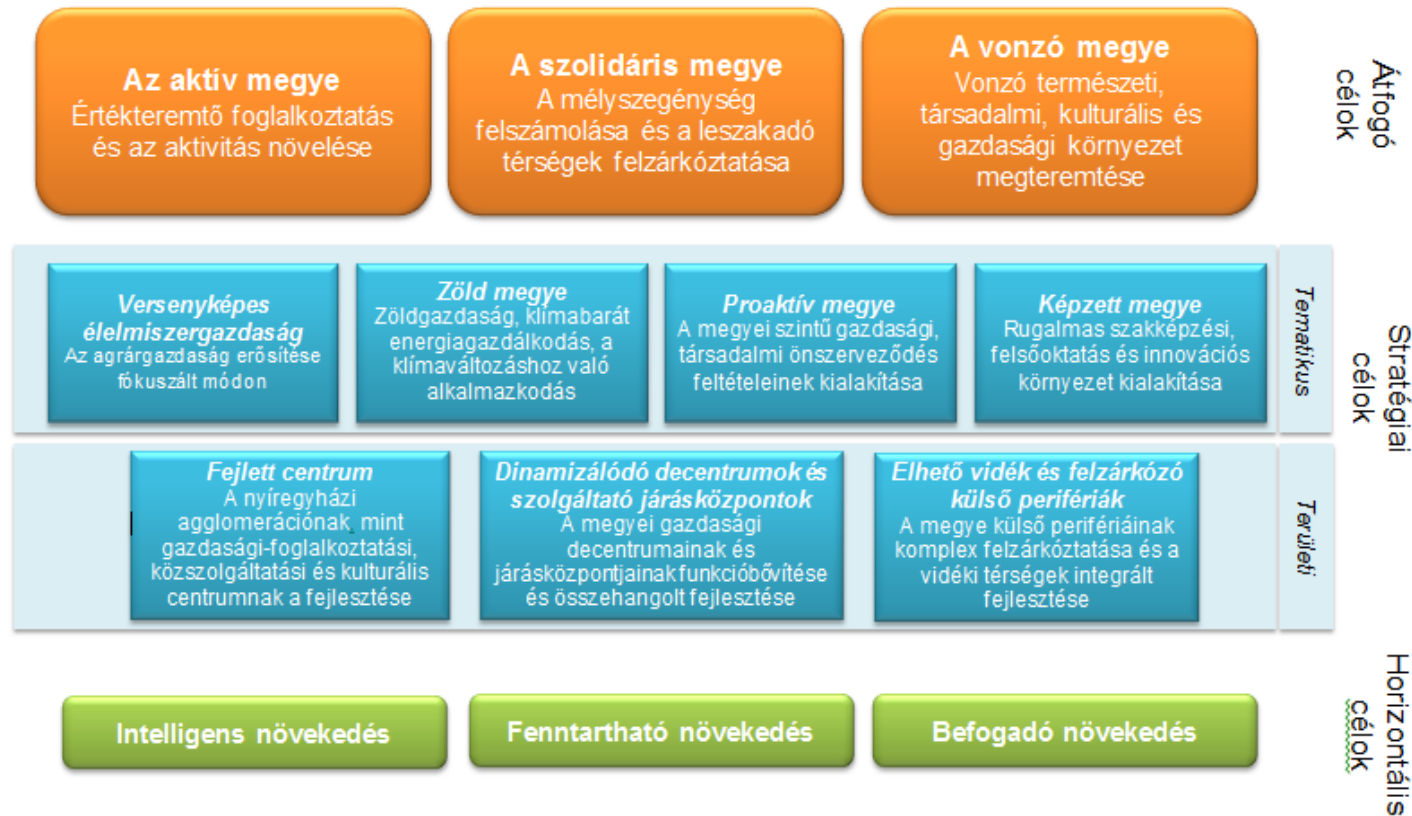 Az aktív megye
Értékteremtő foglalkoztatás
és az aktivitás növelése
A szolidáris megye
A mélyszegénység
felszámolása és a leszakadó
térségek felzárkóztatása
A vonzó megye
Vonzó természeti,
társadalmi, kulturális és
gazdasági környezet
megteremtése
Átfogó
célok
Versenyképes
élelmiszergazdaság
Az agrárgazdaság erősítése
fókuszált módon
Zöld megye
Zöldgazdaság, klímabarát
energiagazdálkodás, a
klímaváltozáshoz való
alkalmazkodás
Proaktív megye
A megyei szintű gazdasági,
társadalmi önszerveződés
feltételeinek kialakítása
Képzett megye
Rugalmas szakképzési,
felsőoktatás és innovációs
környezet kialakítása
Tematikus
Stratégiai
célok
Fejlett centrum
A nyíregyházi
agglomerációnak, mint
gazdasági-foglalkoztatási,
közszolgáltatási és kulturális
centrumnak a fejlesztése
Dinamizálódó decentrumok és
szolgáltató járásközpontok
A megyei gazdasági
decentrumainak és
járásközpontjainak funkcióbővítése
és összehangolt fejlesztése
Elhető vidék és felzárkózó
külső perifériák
A megye külső perifériáinak
komplex felzárkóztatása és a
vidéki térségek integrált
fejlesztése
Területi
Intelligens növekedés
Fenntartható növekedés
Befogadó növekedés
Horizontális
célok